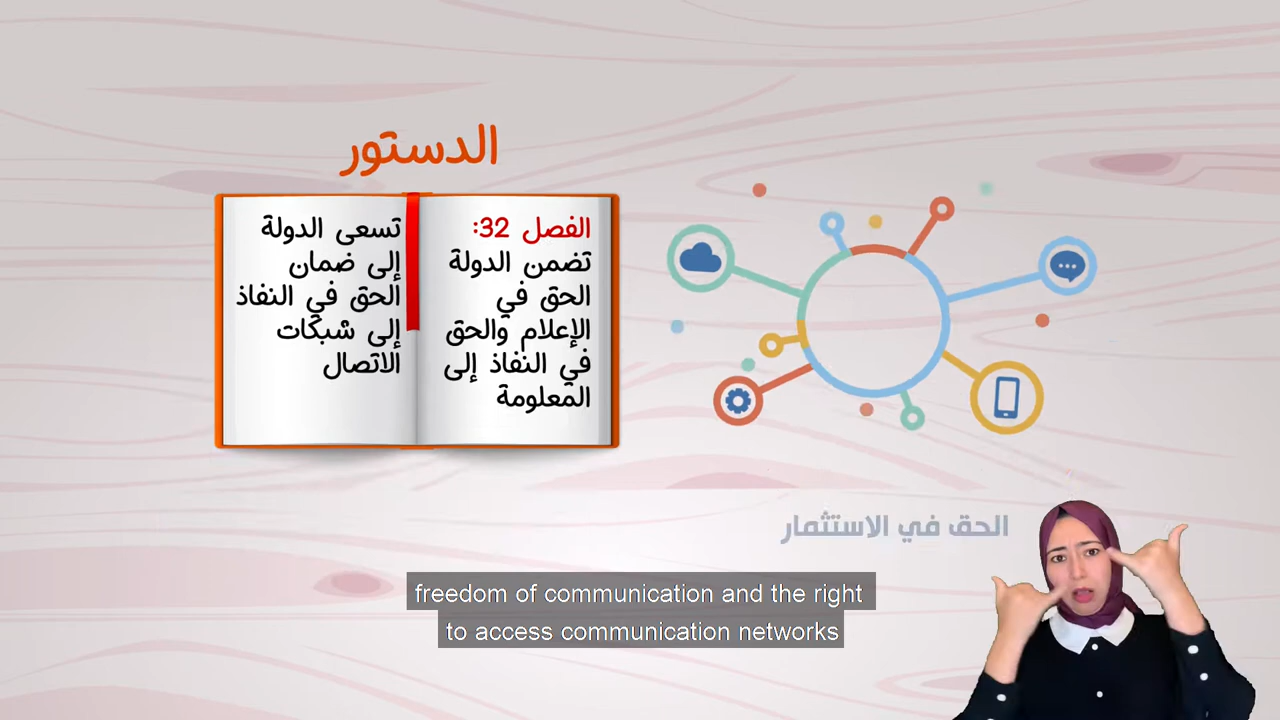 الدستور
الفصل 32:
تضمن الدولة
الحق في
الإعلام والحق
في النفاذ إلى
المعلومة
تسعى الدولة
إلى ضمان
الحق في النفاذ
إلى شبكات
الاتصال
الحق في الاستثمار
freedom of communication and the right
to access communication networks